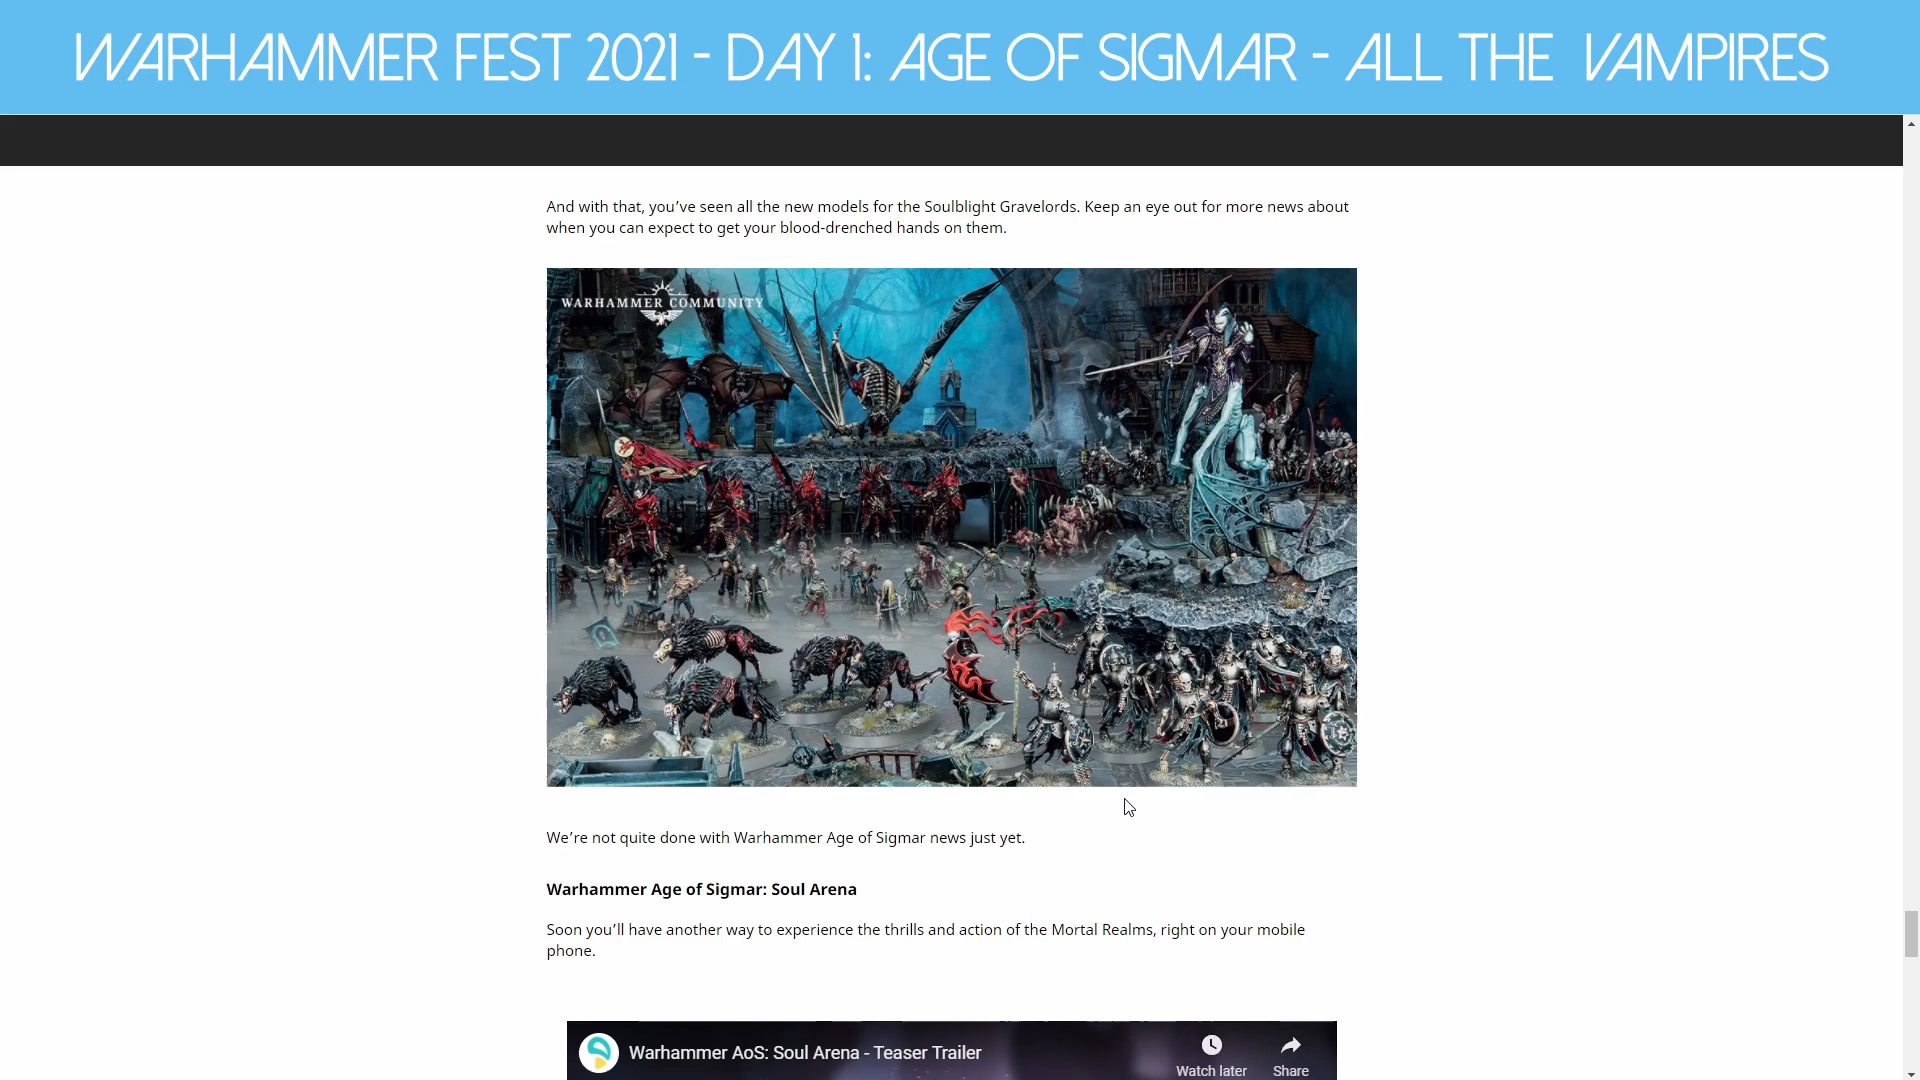 WARHAMMER FEST 2021 - DAY 1: AGE OF SIGMAR - ALL THE VAMPIRES
And with that, you’ve seen all the new models for the Soulblight Gravelords. Keep an eye out for more news about
when you can expect to get your blood-drenched hands on them.
WARHAMMER COMMUNITY
We’re not quite done with Warhammer Age of Sigmar news just yet.
Warhammer Age of Sigmar: Soul Arena
Soon you’ll have another way to experience the thrills and action of the Mortal Realms, right on your mobile
phone.
Warhammer AoS: Soul Arena - Teaser Trailer
Watch later
Share